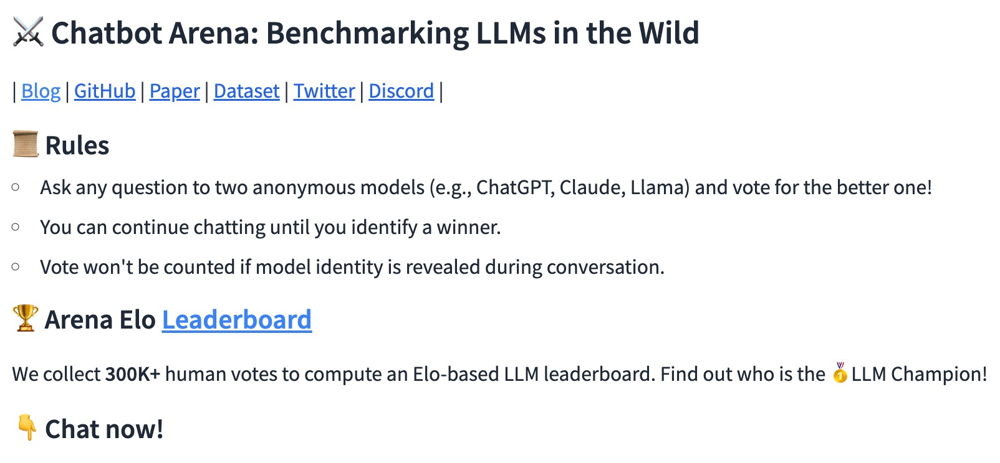 ⚔️ Chatbot Arena: Benchmarking LLMs in the Wild
| Blog | GitHub | Paper | Dataset | Twitter | Discord |
📜 Rules
Ask any question to two anonymous models (e.g., ChatGPT, Claude, Llama) and vote for the better one!
You can continue chatting until you identify a winner.
Vote won't be counted if model identity is revealed during conversation.
🏆 Arena Elo Leaderboard
We collect 300K+ human votes to compute an Elo-based LLM leaderboard. Find out who is the 🥇LLM Champion!
👇 Chat now!